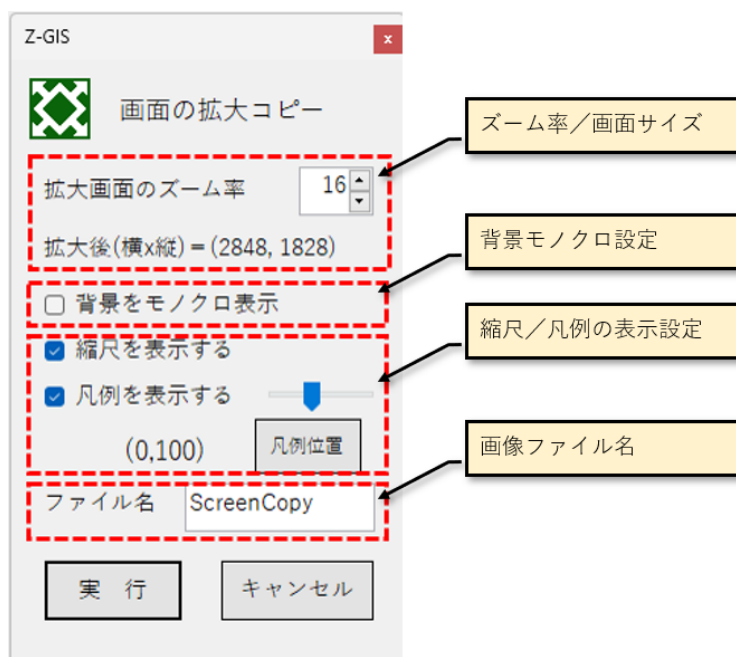 Z-GIS
x
画面の拡大コピー
ズーム率／画面サイズ
拡大画面のズーム率 16
拡大後(横x縦) = (2848, 1828)
背景モノクロ設定
背景をモノクロ表示
縮尺／凡例の表示設定
縮尺を表示する
凡例を表示する
(0,100) 凡例位置
画像ファイル名
ファイル名 ScreenCopy
実　行 キャンセル